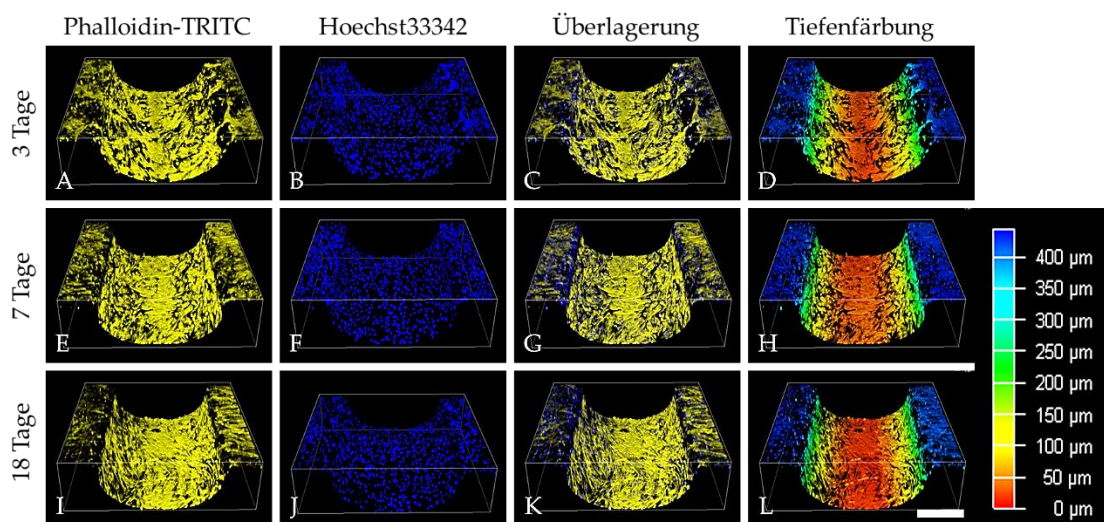 Phalloidin-TRITC Hoechst33342 Überlagerung Tiefenfärbung
3 Tage
A B C D
7 Tage
E F G H
18 Tage
I J K L
400 µm
350 µm
300 µm
250 µm
200 µm
150 µm
100 µm
50 µm
0 µm